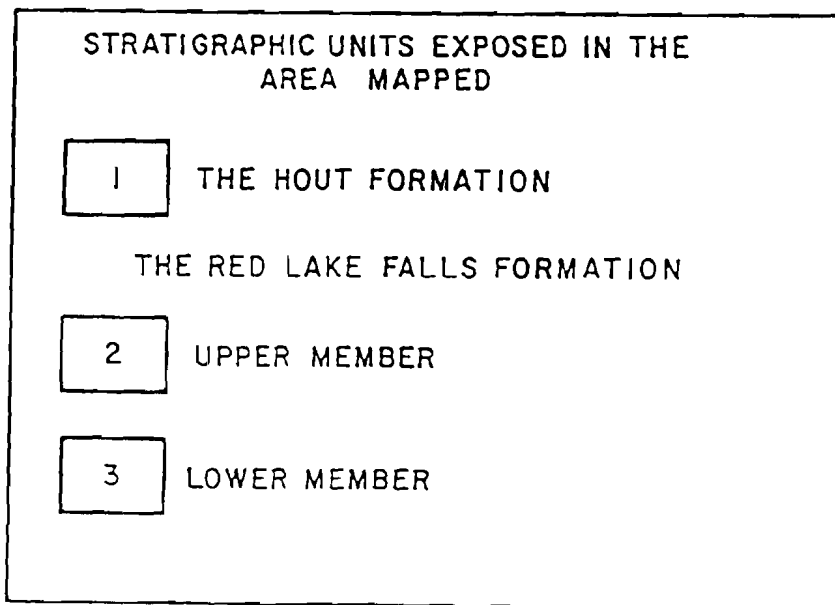 STRATIGRAPHIC UNITS EXPOSED IN THE
AREA MAPPED
1 THE HOUT FORMATION
THE RED LAKE FALLS FORMATION
2 UPPER MEMBER
3 LOWER MEMBER